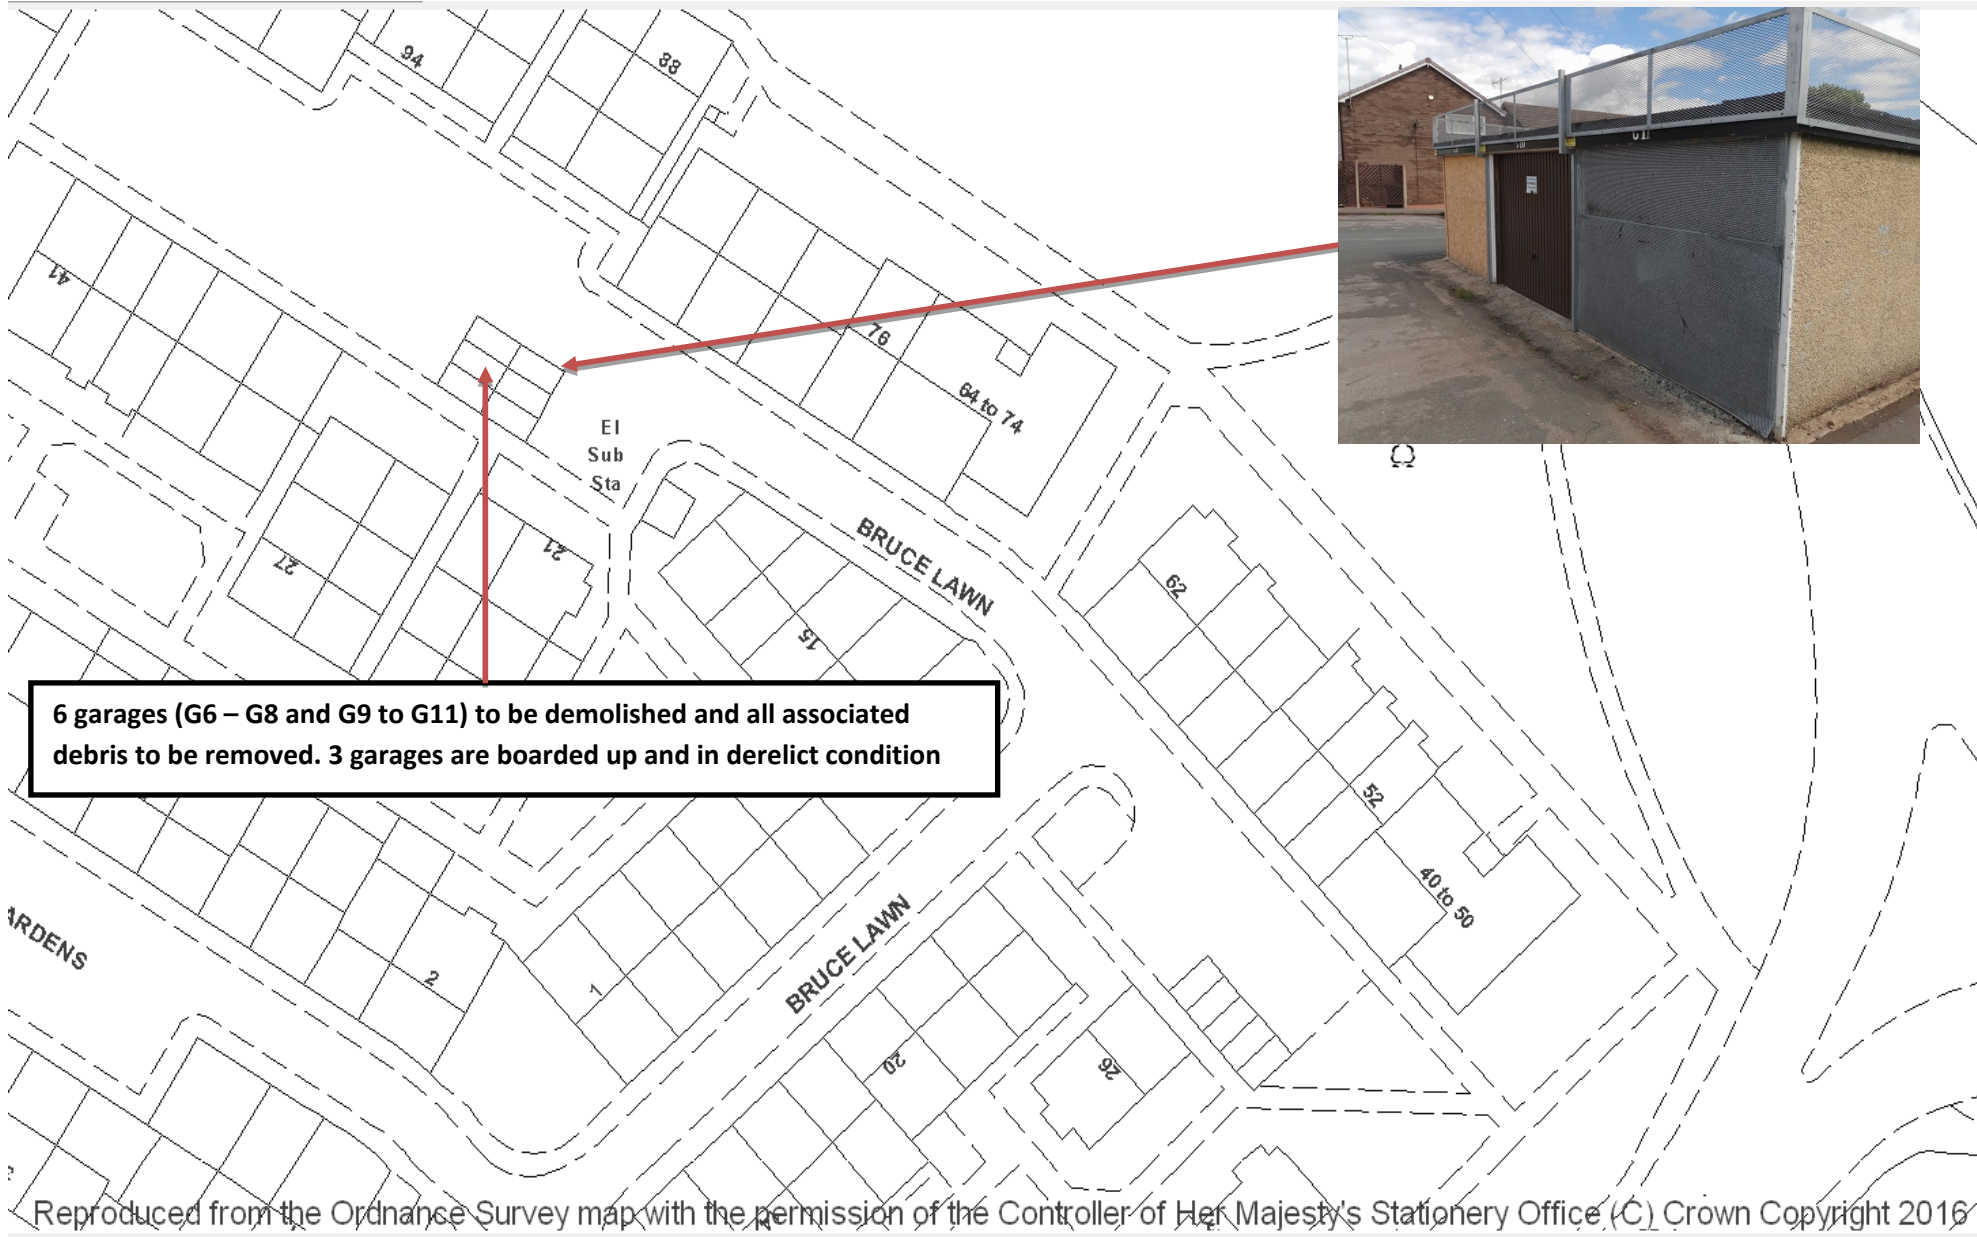 94
88
41
76
64 to 74
El
Sub
Sta
BRUCE LAWN
62
27
21
15
6 garages (G6 – G8 and G9 to G11) to be demolished and all associated
debris to be removed. 3 garages are boarded up and in derelict condition
52
40 to 50
BRUCE LAWN
ARDENS
2
1
20
26
Reproduced from the Ordnance Survey map with the permission of the Controller of Her Majesty's Stationery Office (C) Crown Copyright 2016